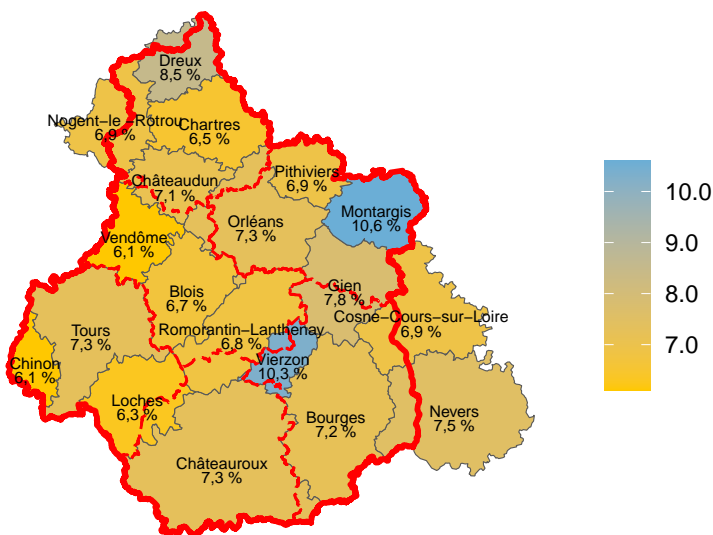 Dreux
8,5 %
Nogent−le −Rotrou
6,9 %
Chartres
6,5 %
Pithiviers
6,9 %
Châteaudun
7,1 %
Montargis
10,6 %
Orléans
7,3 %
Vendôme
6,1 %
Blois
6,7 %
Gien
7,8 %
Cosne−Cours−sur−Loire
6,9 %
Tours
7,3 %
Romorantin−Lanthenay
6,8 %
Chinon
6,1 %
Vierzon
10,3 %
Loches
6,3 %
Bourges
7,2 %
Nevers
7,5 %
Châteauroux
7,3 %
10.0
9.0
8.0
7.0